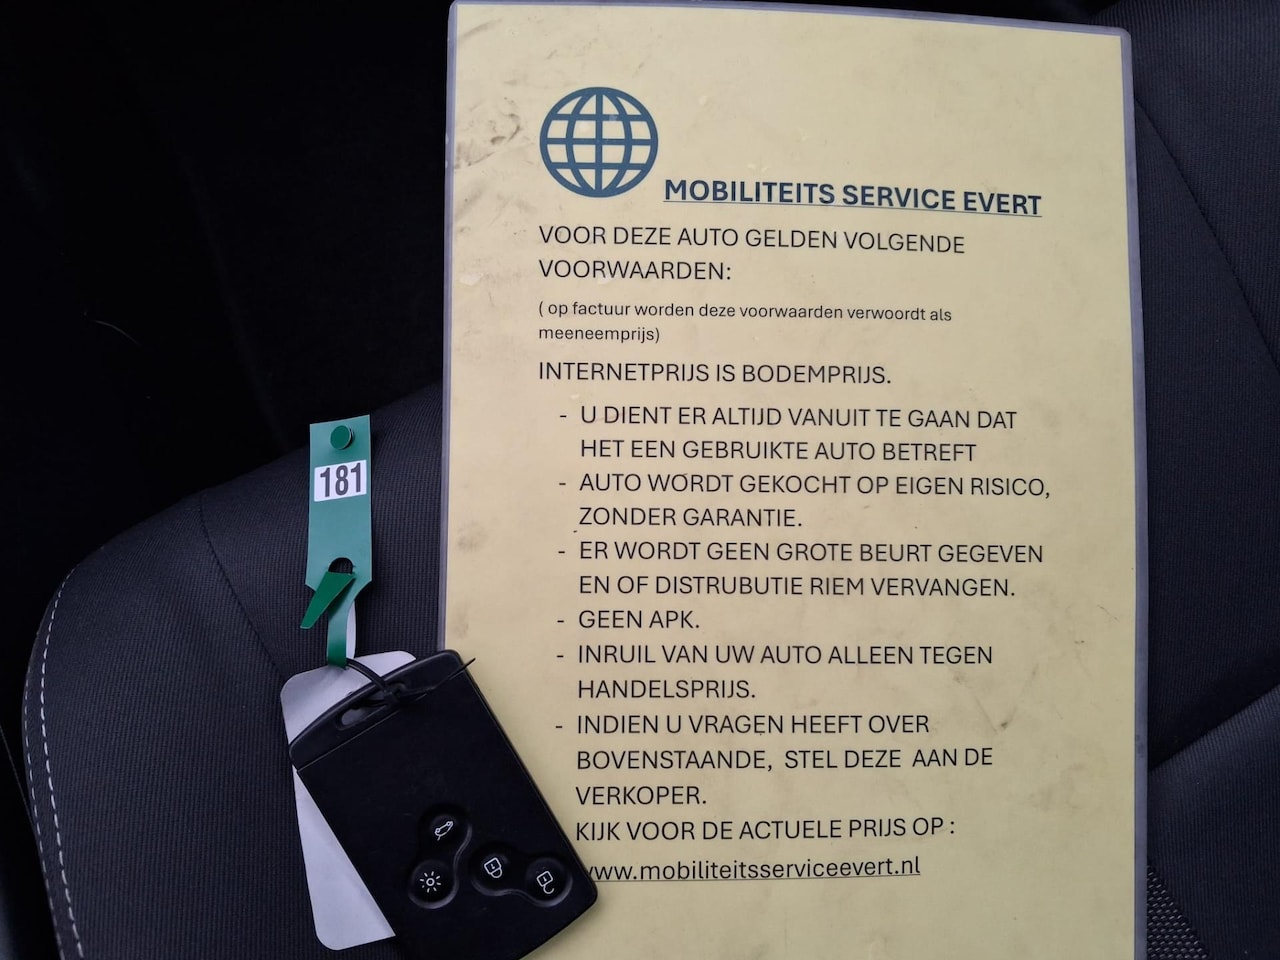 MOBILITEITS SERVICE EVERT
VOOR DEZE AUTO GELDEN VOLGENDE
VOORWAARDEN:
( op factuur worden deze voorwaarden verwoordt als
meeneemprijs)
INTERNETPRIJS IS BODEMPRIJS.
- U DIENT ER ALTIJD VANUIT TE GAAN DAT
HET EEN GEBRUIKTE AUTO BETREFT
- AUTO WORDT GEKOCHT OP EIGEN RISICO,
ZONDER GARANTIE.
- ER WORDT GEEN GROTE BEURT GEGEVEN
EN OF DISTRUBUTIE RIEM VERVANGEN.
- GEEN APK.
- INRUIL VAN UW AUTO ALLEEN TEGEN
HANDELSPRIJS.
- INDIEN U VRAGEN HEEFT OVER
BOVENSTAANDE, STEL DEZE AAN DE
VERKOPER.
KIJK VOOR DE ACTUELE PRIJS OP :
www.mobiliteitsserviceevert.nl
181